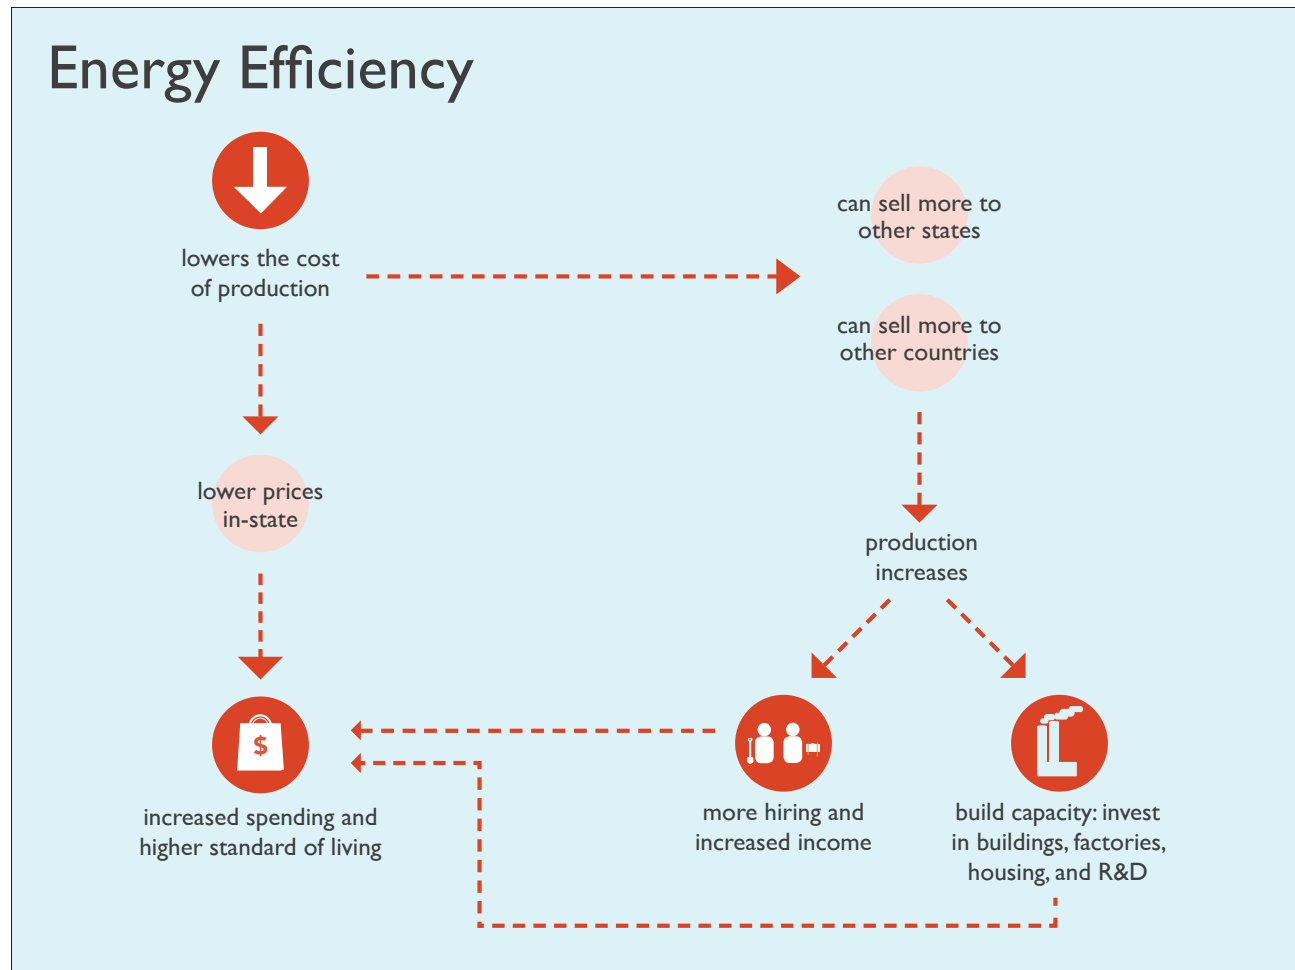 Energy Efficiency
lowers the cost
of production
can sell more to
other states
can sell more to
other countries
lower prices
in-state
production
increases
$
increased spending and
higher standard of living
more hiring and
increased income
build capacity: invest
in buildings, factories,
housing, and R&D